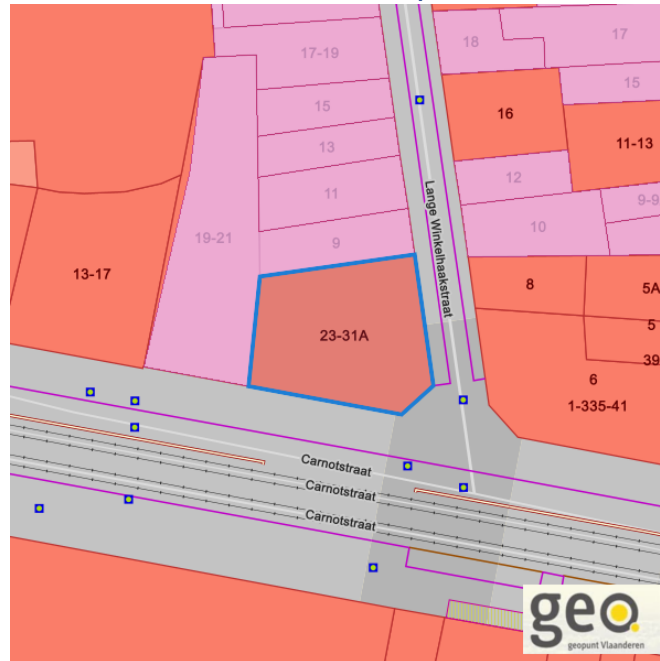 17-19
18
17
15
15
16
13
11-13
11
12
9-9
19-21
9
10
13-17
8
5A
23-31A
5
39
6
1-335-41
Lange Winkelhaakstraat
Carnotstraat
Carnotstraat
Carnotstraat
geo
geopunt Vlaanderen